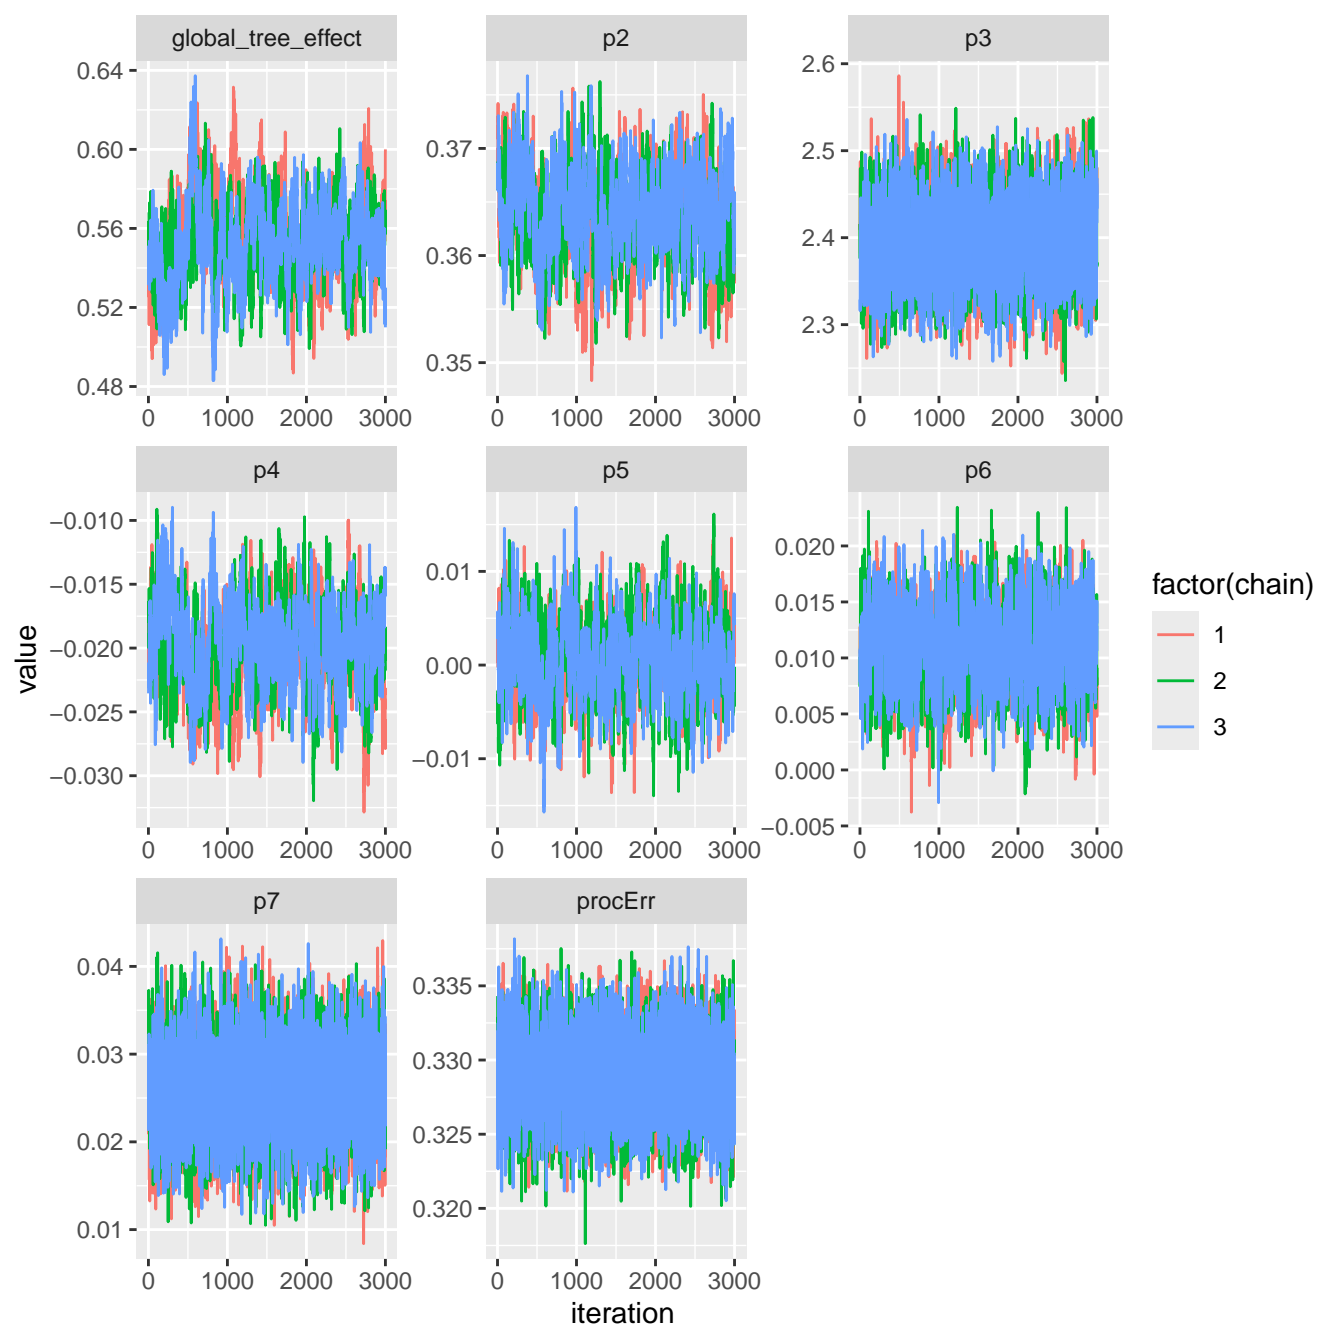 global_tree_effect
p2
p3
0.64
0.60
0.56
0.52
0.48
0.37
0.36
0.35
2.6
2.5
2.4
2.3
0 1000 2000 3000
0 1000 2000 3000
0 1000 2000 3000
p4
p5
p6
−0.010
−0.015
−0.020
−0.025
−0.030
0.01
0.00
−0.01
0.020
0.015
0.010
0.005
0.000
−0.005
0 1000 2000 3000
0 1000 2000 3000
0 1000 2000 3000
p7
procErr
0.04
0.03
0.02
0.01
0.335
0.330
0.325
0.320
0 1000 2000 3000
0 1000 2000 3000
value
iteration
factor(chain)
1
2
3